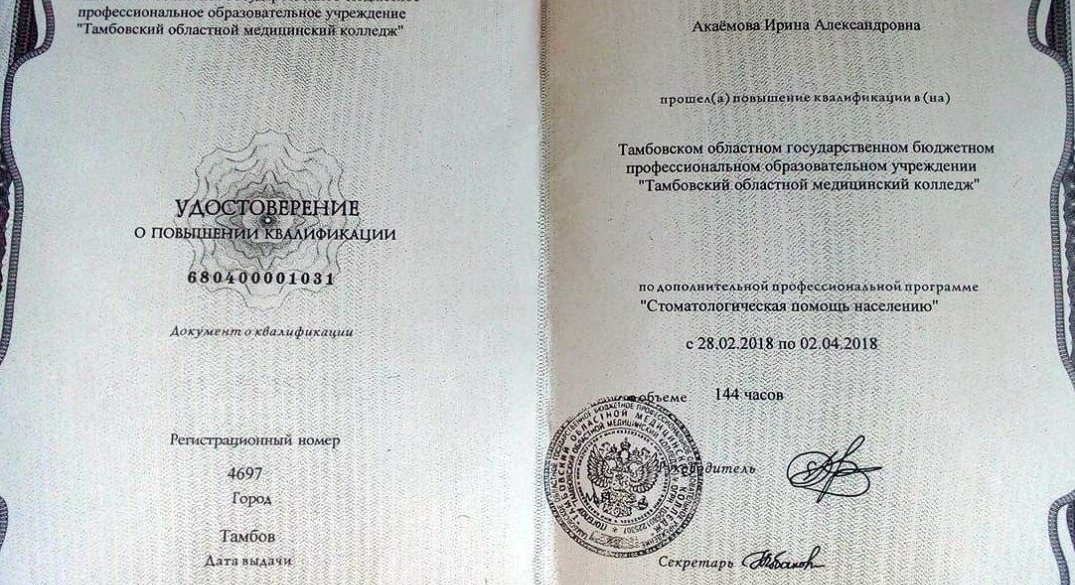 профессиональное образовательное учреждение
"Тамбовский областной медицинский колледж"
УДОСТОВЕРЕНИЕ
О ПОВЫШЕНИИ КВАЛИФИКАЦИИ
680400001031
Документ о квалификации
Регистрационный номер
4697
Город
Тамбов
Дата выдачи
Акаёмова Ирина Александровна
прошел(а) повышение квалификации в (на)
Тамбовском областном государственном бюджетном
профессиональном образовательном учреждении
"Тамбовский областной медицинский колледж"
по дополнительной профессиональной программе
"Стоматологическая помощь населению"
с 28.02.2018 по 02.04.2018
в объеме 144 часов
Руководитель
Секретарь